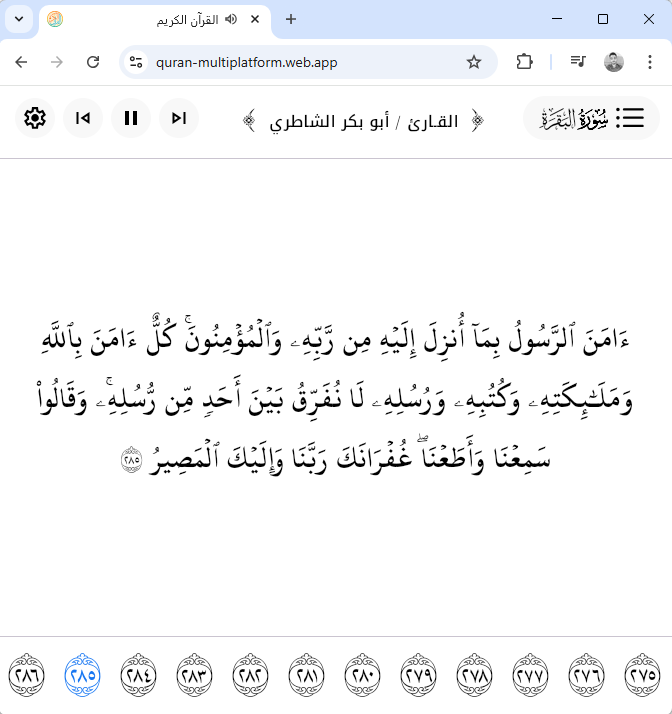 القرآن الكريم
quran-multiplatform.web.app
سُورَةُ البَقَرَةِ
القـارئ / أبو بكر الشاطري
ءَامَنَ ٱلرَّسُولُ بِمَآ أُنزِلَ إِلَيۡهِ مِن رَّبِّهِۦ وَٱلۡمُؤۡمِنُونَۚ كُلٌّ ءَامَنَ بِٱللَّهِ
وَمَلَـٰٓئِكَتِهِۦ وَكُتُبِهِۦ وَرُسُلِهِۦ لَا نُفَرِّقُ بَيۡنَ أَحَدٖ مِّن رُّسُلِهِۦۚ وَقَالُواْ
سَمِعۡنَا وَأَطَعۡنَاۖ غُفۡرَانَكَ رَبَّنَا وَإِلَيۡكَ ٱلۡمَصِيرُ ٢٨٥
٢٧٥ ٢٧٦ ٢٧٧ ٢٧٨ ٢٧٩ ٢٨٠ ٢٨١ ٢٨٢ ٢٨٣ ٢٨٤ ٢٨٥ ٢٨٦